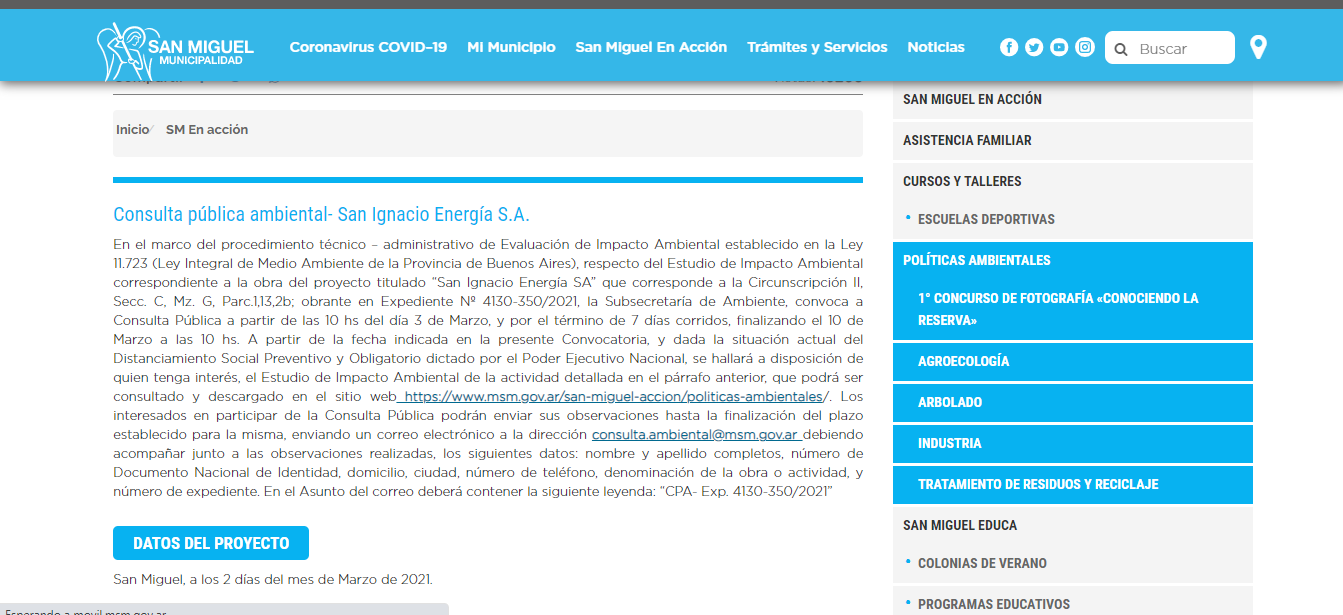 SAN MIGUEL
MUNICIPALIDAD
Coronavirus COVID-19 Mi Municipio San Miguel En Acción Trámites y Servicios Noticias
Buscar
Inicio/ SM En acción
Consulta pública ambiental- San Ignacio Energía S.A.
En el marco del procedimiento técnico – administrativo de Evaluación de Impacto Ambiental establecido en la Ley
11.723 (Ley Integral de Medio Ambiente de la Provincia de Buenos Aires), respecto del Estudio de Impacto Ambiental
correspondiente a la obra del proyecto titulado "San Ignacio Energía SA" que corresponde a la Circunscripción II,
Secc. C, Mz. G, Parc.1,13,2b; obrante en Expediente Nº 4130-350/2021, la Subsecretaría de Ambiente, convoca a
Consulta Pública a partir de las 10 hs del día 3 de Marzo, y por el término de 7 días corridos, finalizando el 10 de
Marzo a las 10 hs. A partir de la fecha indicada en la presente Convocatoria, y dada la situación actual del
Distanciamiento Social Preventivo y Obligatorio dictado por el Poder Ejecutivo Nacional, se hallará a disposición de
quien tenga interés, el Estudio de Impacto Ambiental de la actividad detallada en el párrafo anterior, que podrá ser
consultado y descargado en el sitio web https://www.msm.gov.ar/san-miguel-accion/politicas-ambientales/. Los
interesados en participar de la Consulta Pública podrán enviar sus observaciones hasta la finalización del plazo
establecido para la misma, enviando un correo electrónico a la dirección consulta.ambiental@msm.gov.ar debiendo
acompañar junto a las observaciones realizadas, los siguientes datos: nombre y apellido completos, número de
Documento Nacional de Identidad, domicilio, ciudad, número de teléfono, denominación de la obra o actividad, y
número de expediente. En el Asunto del correo deberá contener la siguiente leyenda: "CPA- Exp. 4130-350/2021"
DATOS DEL PROYECTO
San Miguel, a los 2 días del mes de Marzo de 2021.
Esperando a movil.msm.gov.ar
SAN MIGUEL EN ACCIÓN
ASISTENCIA FAMILIAR
CURSOS Y TALLERES
• ESCUELAS DEPORTIVAS
POLÍTICAS AMBIENTALES
1° CONCURSO DE FOTOGRAFÍA «CONOCIENDO LA
RESERVA»
AGROECOLOGÍA
ARBOLADO
INDUSTRIA
TRATAMIENTO DE RESIDUOS Y RECICLAJE
SAN MIGUEL EDUCA
• COLONIAS DE VERANO
• PROGRAMAS EDUCATIVOS